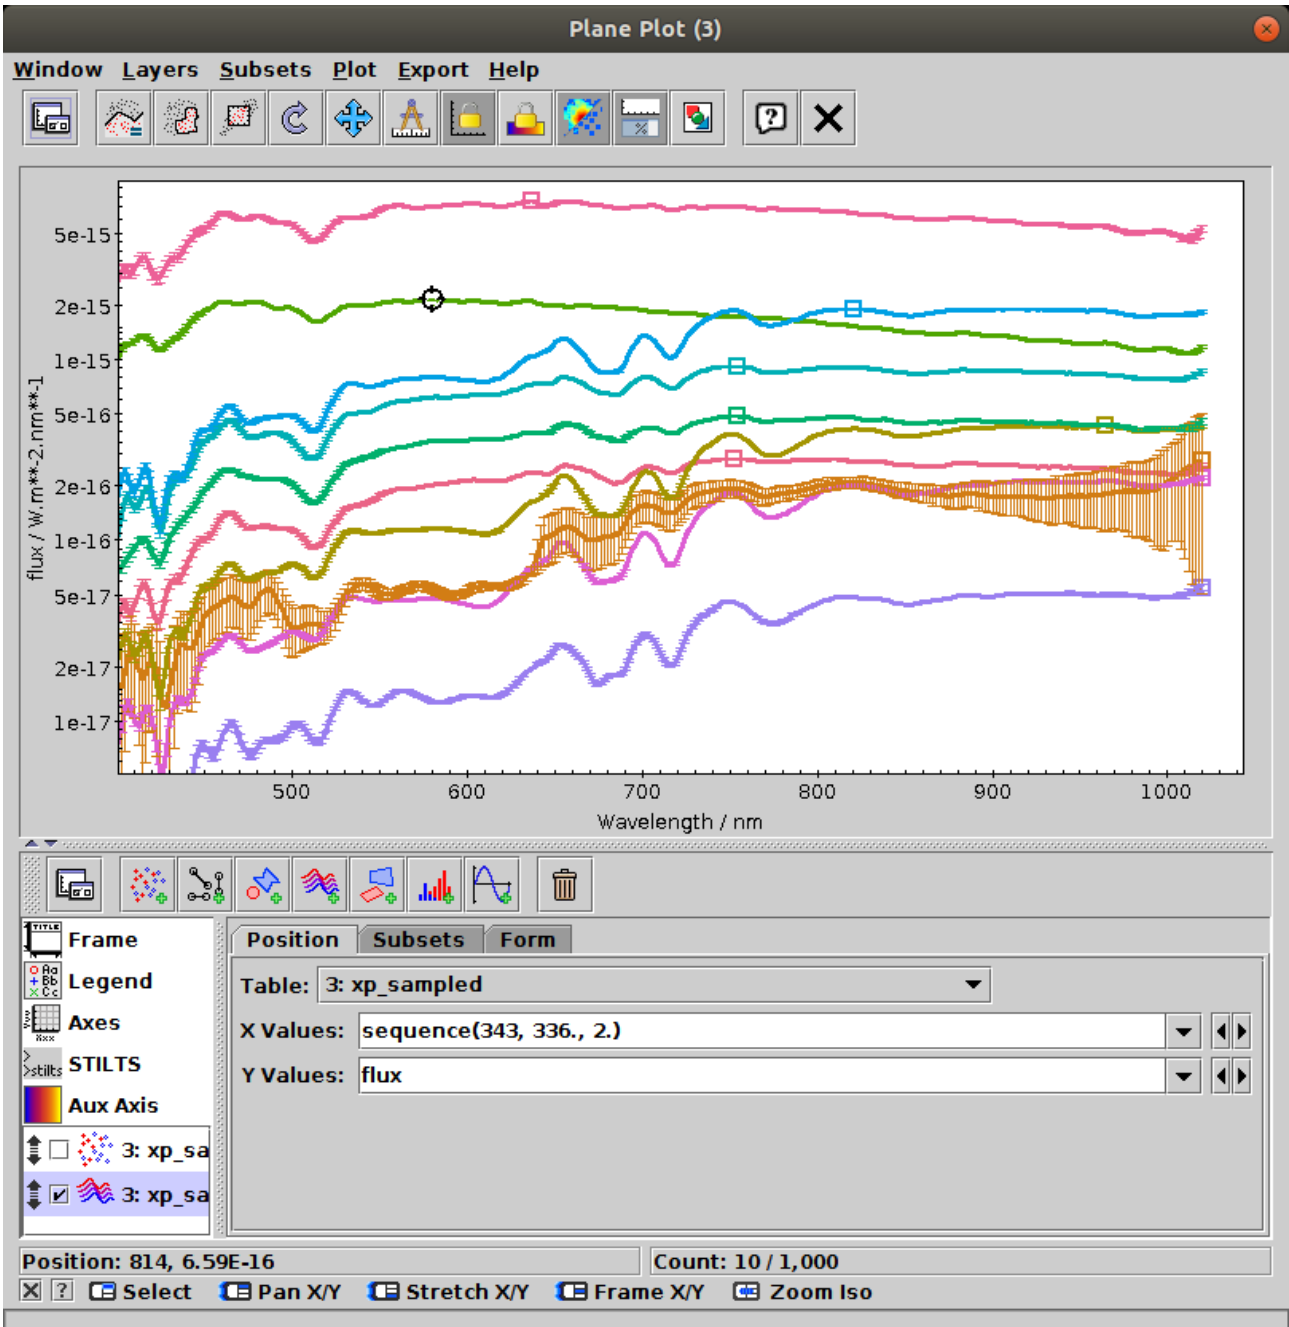 Plane Plot (3)
Window Layers Subsets Plot Export Help
flux / W.m**-2.nm**-1
5e-15
2e-15
1e-15
5e-16
2e-16
1e-16
5e-17
2e-17
1e-17
500 600 700 800 900 1000
Wavelength / nm
Frame
Legend
Axes
STILTS
Aux Axis
3: xp_sa
3: xp_sa
Position Subsets Form
Table: 3: xp_sampled
X Values: sequence(343, 336., 2.)
Y Values: flux
Position: 814, 6.59E-16
Count: 10 / 1,000
Select Pan X/Y Stretch X/Y Frame X/Y Zoom Iso